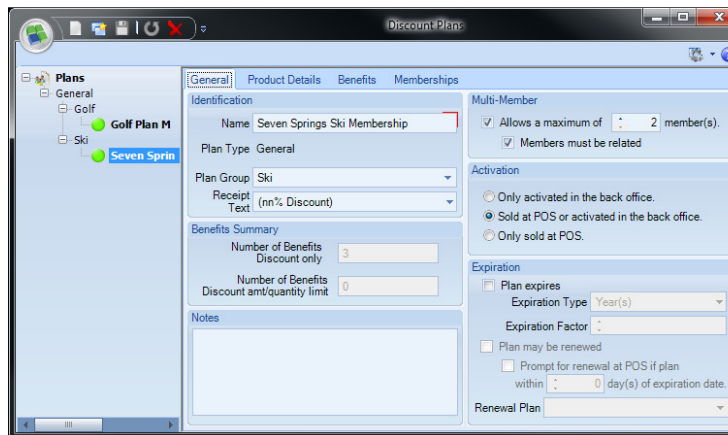 Discount Plans
Plans
General
Golf
Golf Plan M
Ski
Seven Sprin
General Product Details Benefits Memberships
Identification
Name Seven Springs Ski Membership
Plan Type General
Plan Group Ski
Receipt Text (nn% Discount)
Benefits Summary
Number of Benefits
Discount only 3
Number of Benefits
Discount amt/quantity limit 0
Notes
Multi-Member
Allows a maximum of 2 member(s).
Members must be related
Activation
Only activated in the back office.
Sold at POS or activated in the back office.
Only sold at POS.
Expiration
Plan expires
Expiration Type Year(s)
Expiration Factor
Plan may be renewed
Prompt for renewal at POS if plan
within 0 day(s) of expiration date.
Renewal Plan